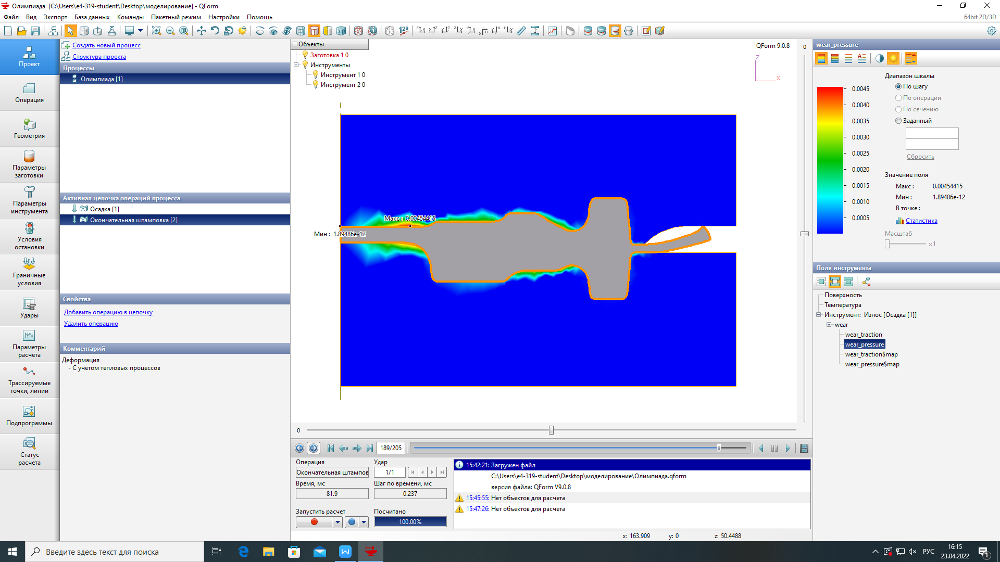 Олимпиада [C:\Users\e4-319-student\Desktop\моделирование] - QForm
Файл Вид Экспорт База данных Команды Пакетный режим Настройки Помощь
64bit 2D/3D
Проект
Операция
Геометрия
Параметры
заготовки
Параметры
инструмента
Условия
остановки
Граничные
условия
Удары
Параметры
расчета
Трассируемые
точки, линии
Подпрограммы
Статус
расчета
Создать новый процесс
Структура проекта
Процессы
Олимпиада [1]
Активная цепочка операций процесса
Осадка [1]
Окончательная штамповка [2]
Свойства
Добавить операцию в цепочку
Удалить операцию
Комментарий
Деформация
- С учетом тепловых процессов
Объекты
Заготовка 1 0
Инструменты
Инструмент 1 0
Инструмент 2 0
QForm 9.0.8
Z
X
0
Макс : 0.00454415
Мин : 1.89486e-12
0
189/205
Операция
Окончательная штампов
Удар
1/1
Время, мс
81.9
Шаг по времени, мс
0.237
Запустить расчет
Посчитано
100.00%
15:42:21: Загружен файл
C:\Users\e4-319-student\Desktop\моделирование\Олимпиада.qform
версия файла: QForm V9.0.8
15:45:55: Нет объектов для расчета
15:47:26: Нет объектов для расчета
x: 163.909 y: 0 z: 50.4488
wear_pressure
0.0045
0.0040
0.0035
0.0030
0.0025
0.0020
0.0015
0.0010
0.0005
Диапазон шкалы
По шагу
По операции
По сечению
Заданный
Сбросить
Значение поля
Макс : 0.00454415
Мин : 1.89486e-12
В точке :
Статистика
Масштаб
×1
Поля инструмента
Поверхность
Температура
Инструмент: Износ [Осадка [1]]
wear
wear_traction
wear_pressure
wear_traction$map
wear_pressure$map
Введите здесь текст для поиска
РУС
16:15
23.04.2022
1